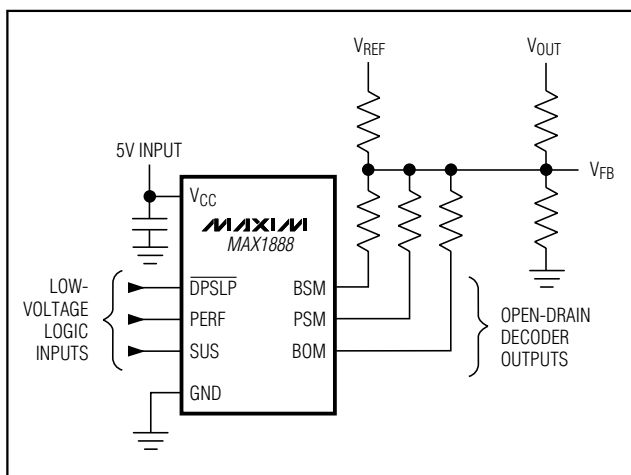 VREF
VOUT
5V INPUT
VFB
VCC
MAXIM
MAX1888
LOW-
VOLTAGE
LOGIC
INPUTS
DPSLP
PERF
SUS
GND
BSM
PSM
BOM
OPEN-DRAIN
DECODER
OUTPUTS